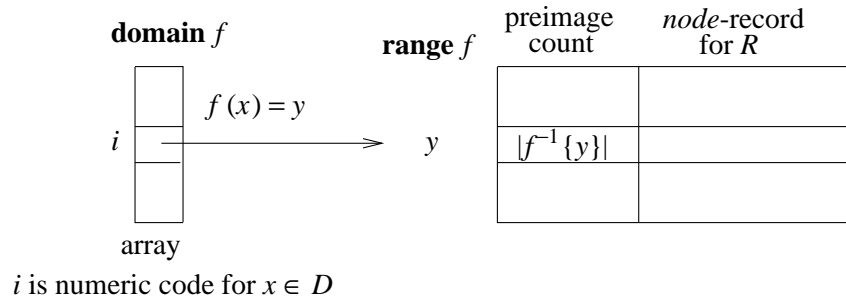 domain f
range f
preimage count
node-record for R
f (x) = y
i
y
|f⁻¹ {y}|
array
i is numeric code for x ∈ D